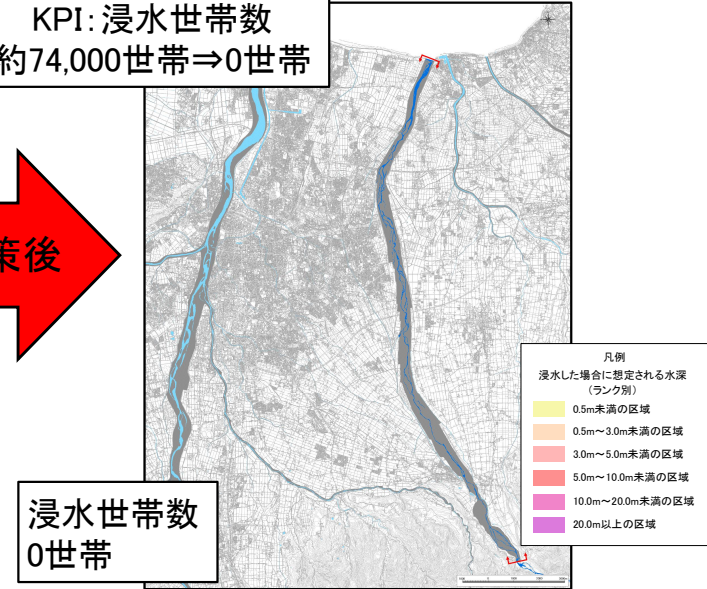 KPI:浸水世帯数
約74,000世帯⇒0世帯
策後
凡例
浸水した場合に想定される水深
(ランク別)
0.5m未満の区域
0.5m~3.0m未満の区域
3.0m~5.0m未満の区域
5.0m~10.0m未満の区域
10.0m~20.0m未満の区域
20.0m以上の区域
浸水世帯数
0世帯